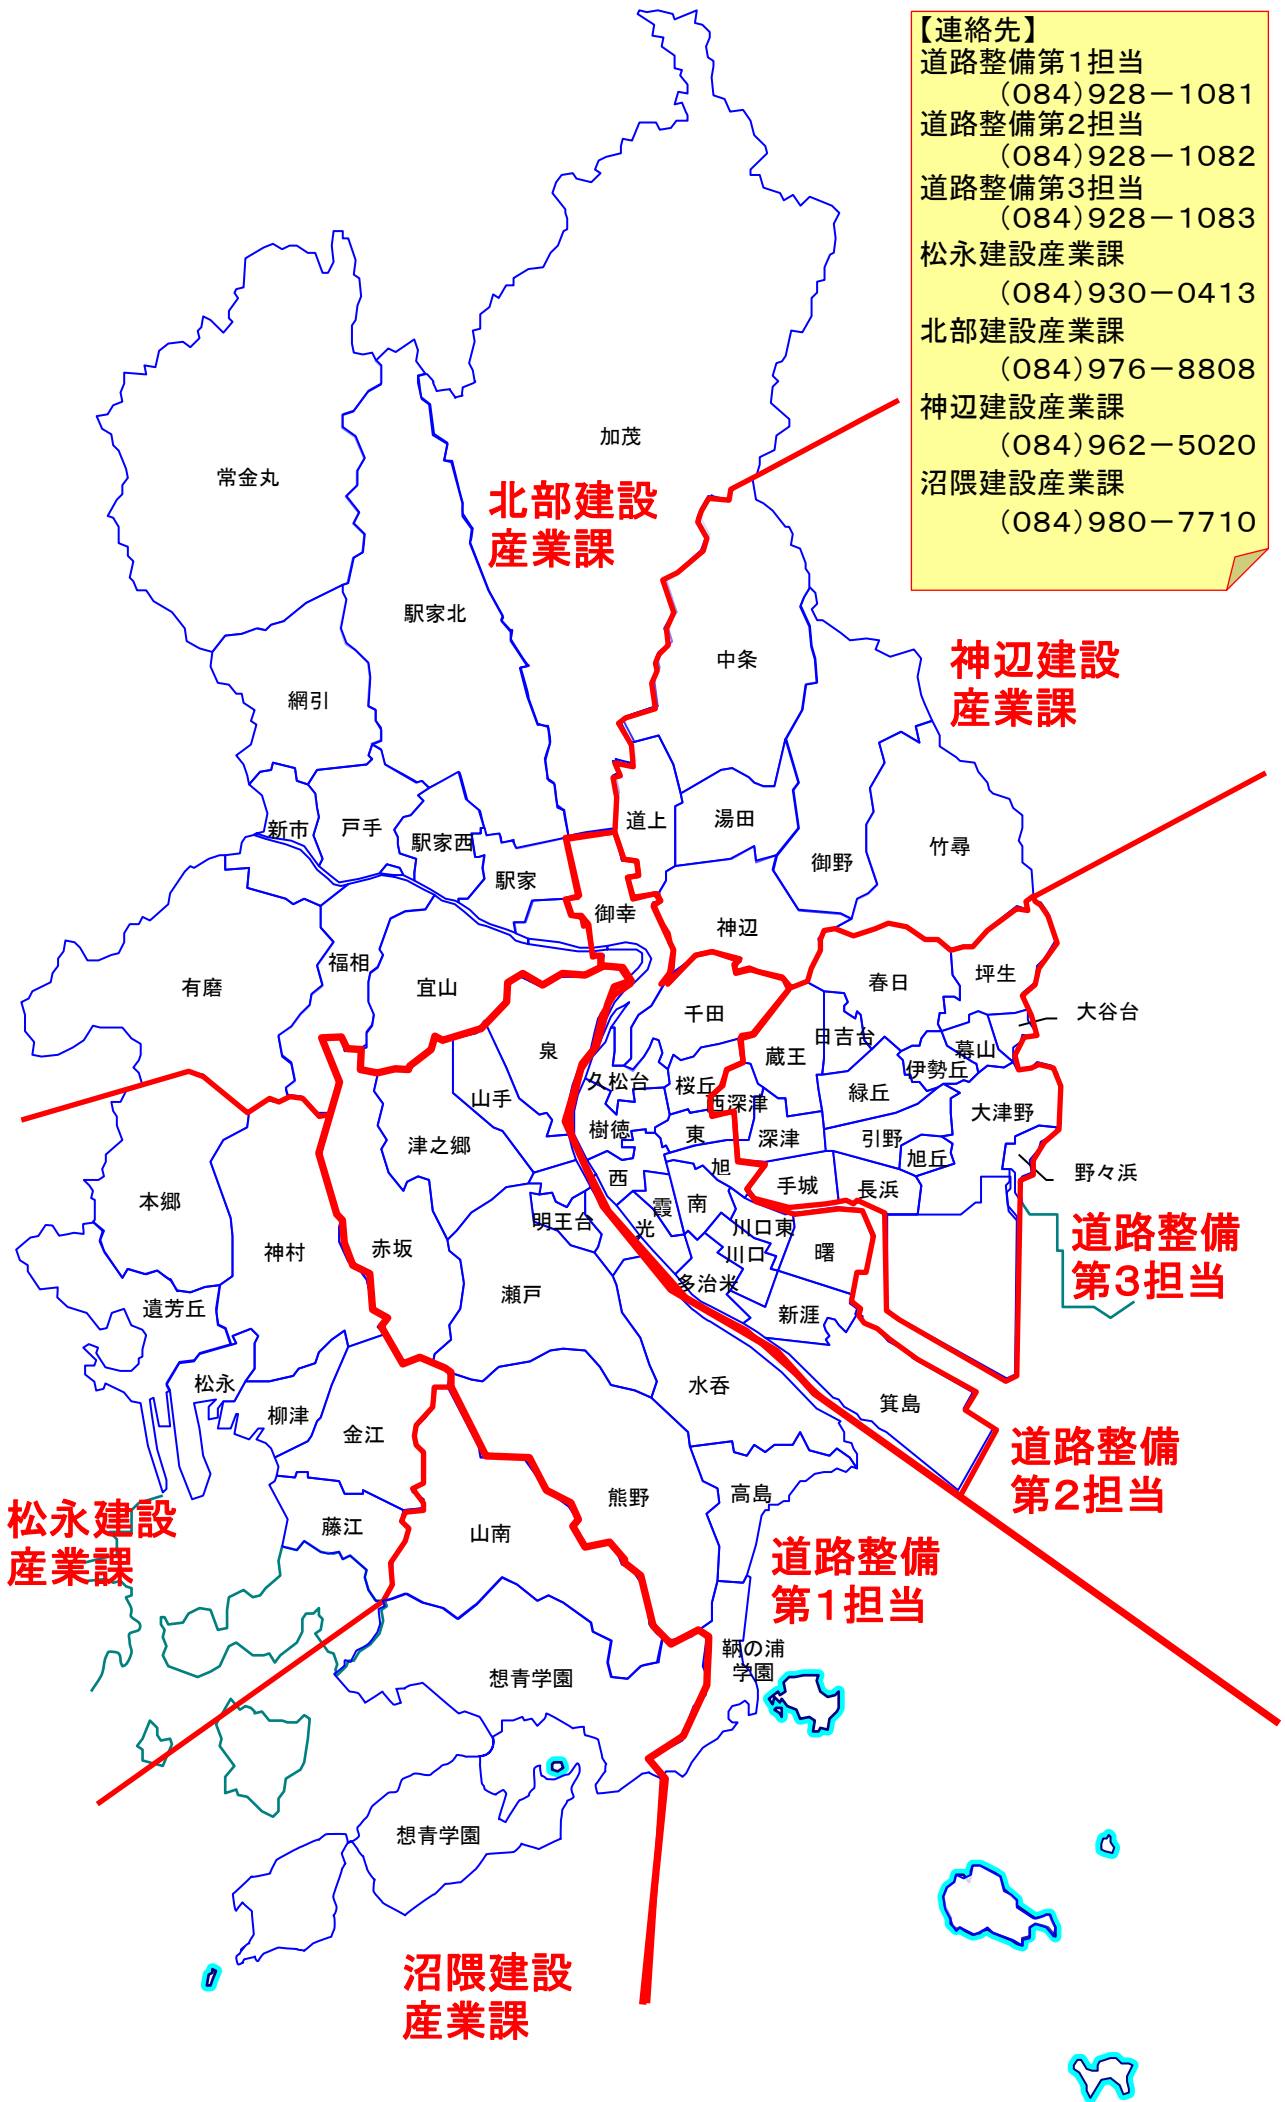 【連絡先】
道路整備第1担当
(084)928-1081
道路整備第2担当
(084)928-1082
道路整備第3担当
(084)928-1083
松永建設産業課
(084)930-0413
北部建設産業課
(084)976-8808
神辺建設産業課
(084)962-5020
沼隈建設産業課
(084)980-7710
加茂
常金丸
北部建設
産業課
駅家北
中条
神辺建設
産業課
網引
新市
戸手
駅家西
道上
湯田
御野
竹尋
駅家
御幸
神辺
福相
有磨
宜山
春日
坪生
千田
大谷台
日吉台
泉
蔵王
幕山
伊勢丘
久松台
桜丘
山手
西深津
緑丘
大津野
樹徳
東
深津
引野
津之郷
旭丘
野々浜
西
旭
手城
長浜
本郷
霞
南
明王台
光
川口東
川口
曙
道路整備
第3担当
神村
赤坂
瀬戸
多治米
新涯
遺芳丘
松永
水呑
箕島
柳津
金江
道路整備
第2担当
熊野
高島
松永建設
産業課
藤江
山南
道路整備
第1担当
鞆の浦
学園
想青学園
想青学園
沼隈建設
産業課